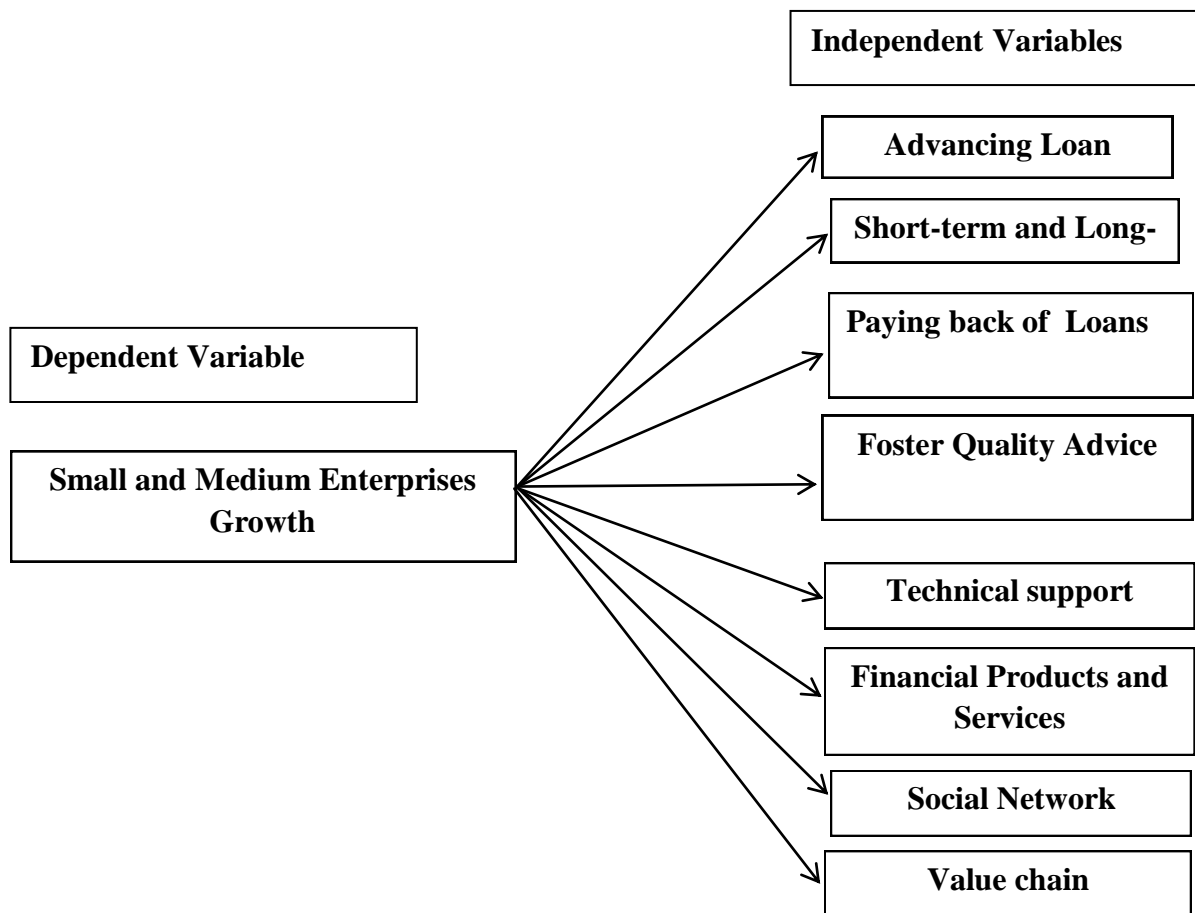 Independent Variables
Advancing Loan
Short-term and Long-
Paying back of Loans
Dependent Variable
Foster Quality Advice
Small and Medium Enterprises
Growth
Technical support
Financial Products and
Services
Social Network
Value chain